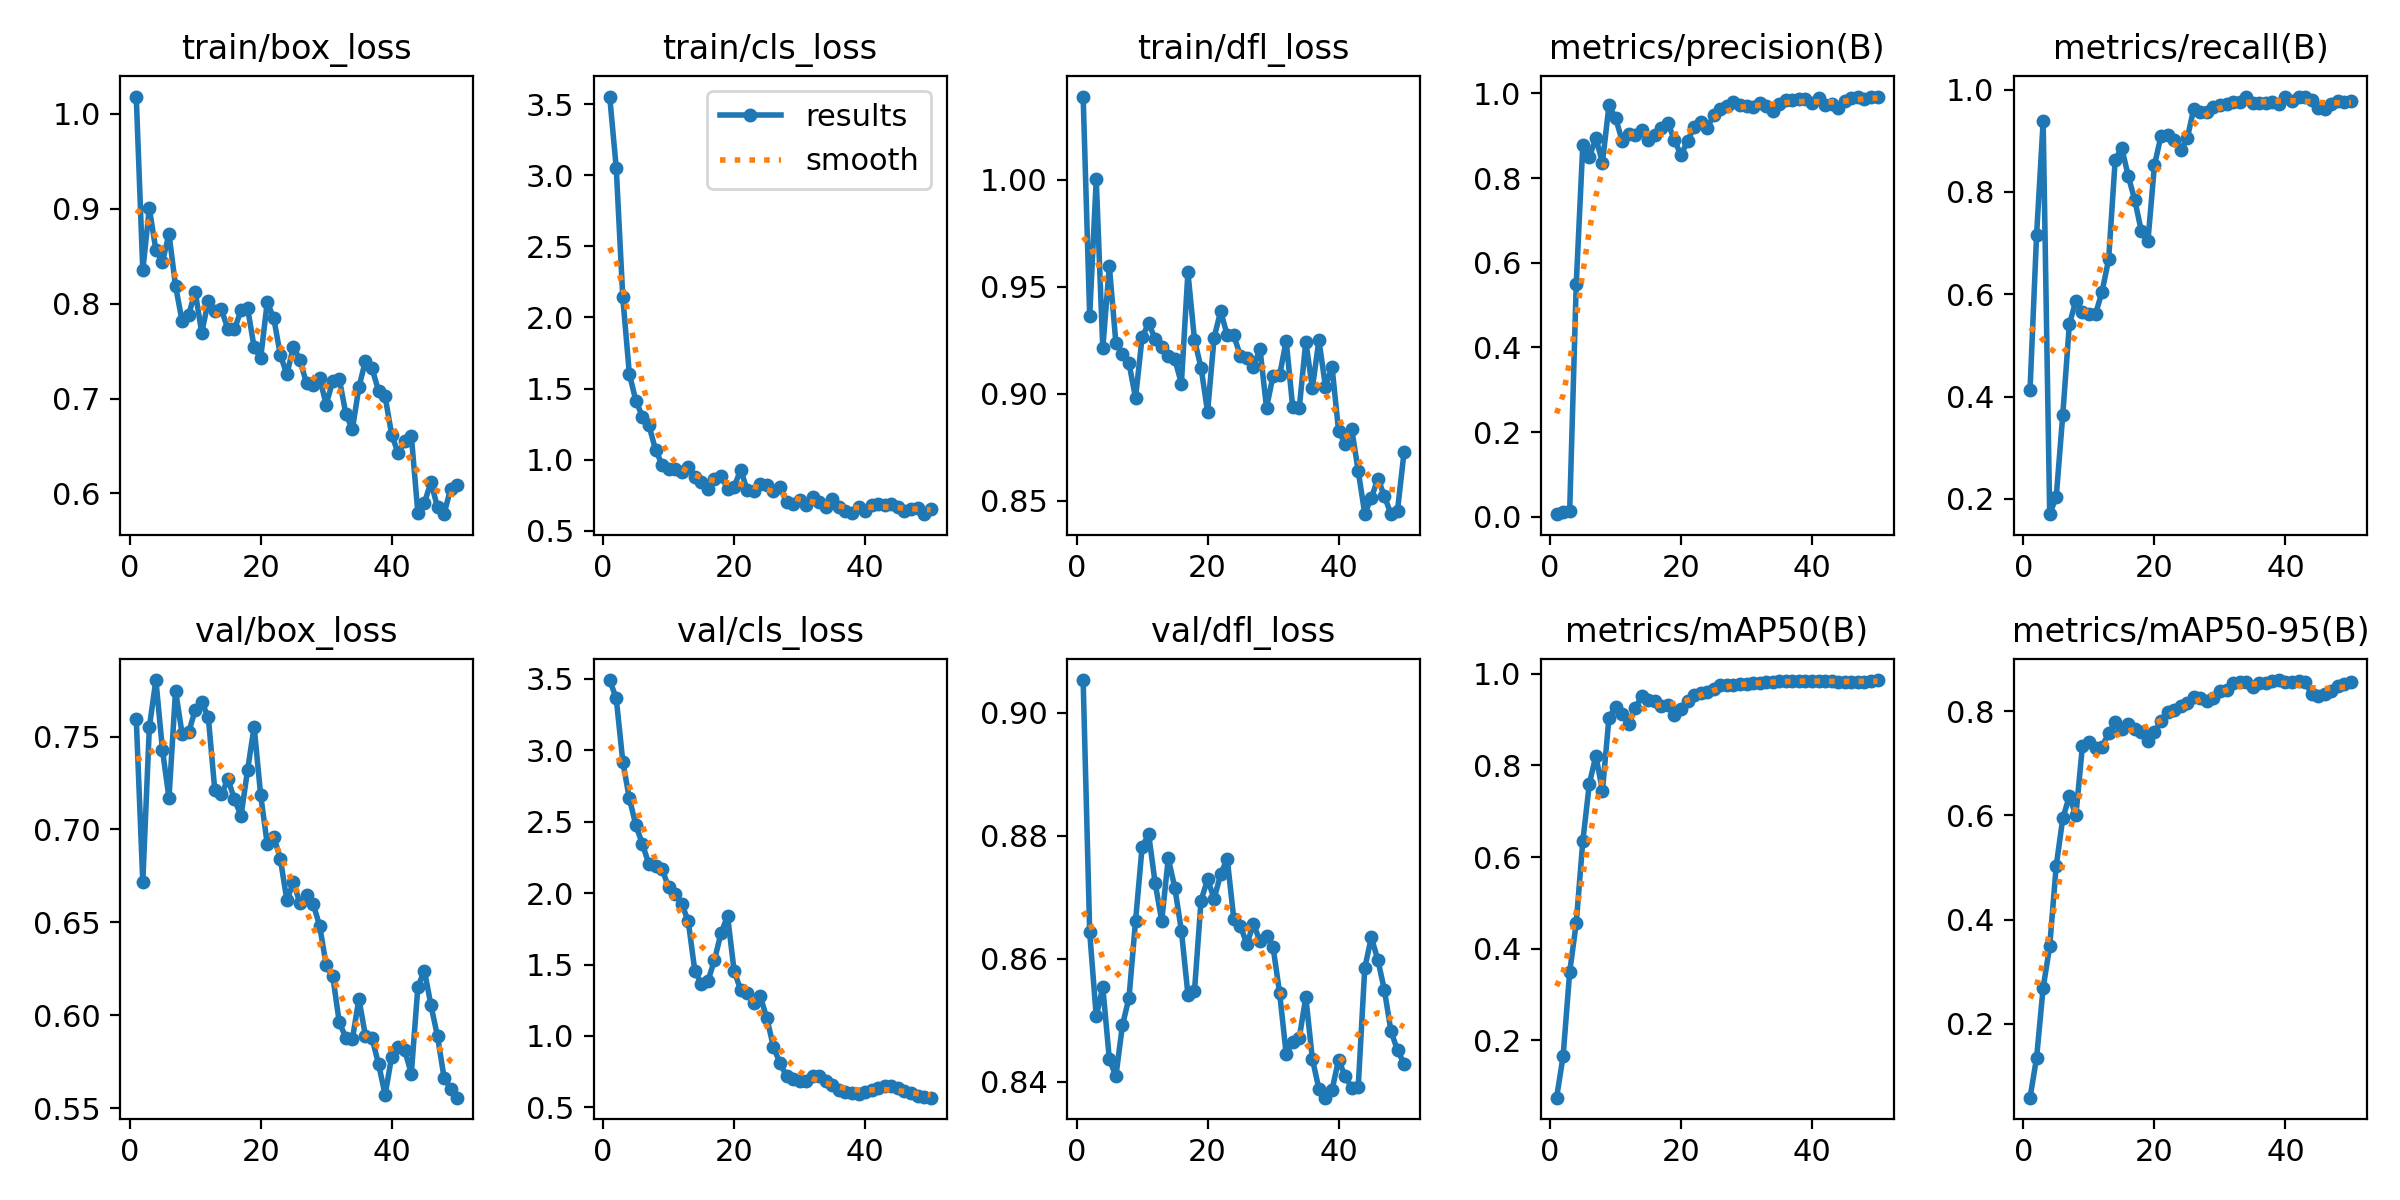 train/box_loss
1.0
0.9
0.8
0.7
0.6
0 20 40
train/cls_loss
results
smooth
3.5
3.0
2.5
2.0
1.5
1.0
0.5
0 20 40
train/dfl_loss
1.00
0.95
0.90
0.85
0 20 40
metrics/precision(B)
1.0
0.8
0.6
0.4
0.2
0.0
0 20 40
metrics/recall(B)
1.0
0.8
0.6
0.4
0.2
0 20 40
val/box_loss
0.75
0.70
0.65
0.60
0.55
0 20 40
val/cls_loss
3.5
3.0
2.5
2.0
1.5
1.0
0.5
0 20 40
val/dfl_loss
0.90
0.88
0.86
0.84
0 20 40
metrics/mAP50(B)
1.0
0.8
0.6
0.4
0.2
0 20 40
metrics/mAP50-95(B)
0.8
0.6
0.4
0.2
0 20 40